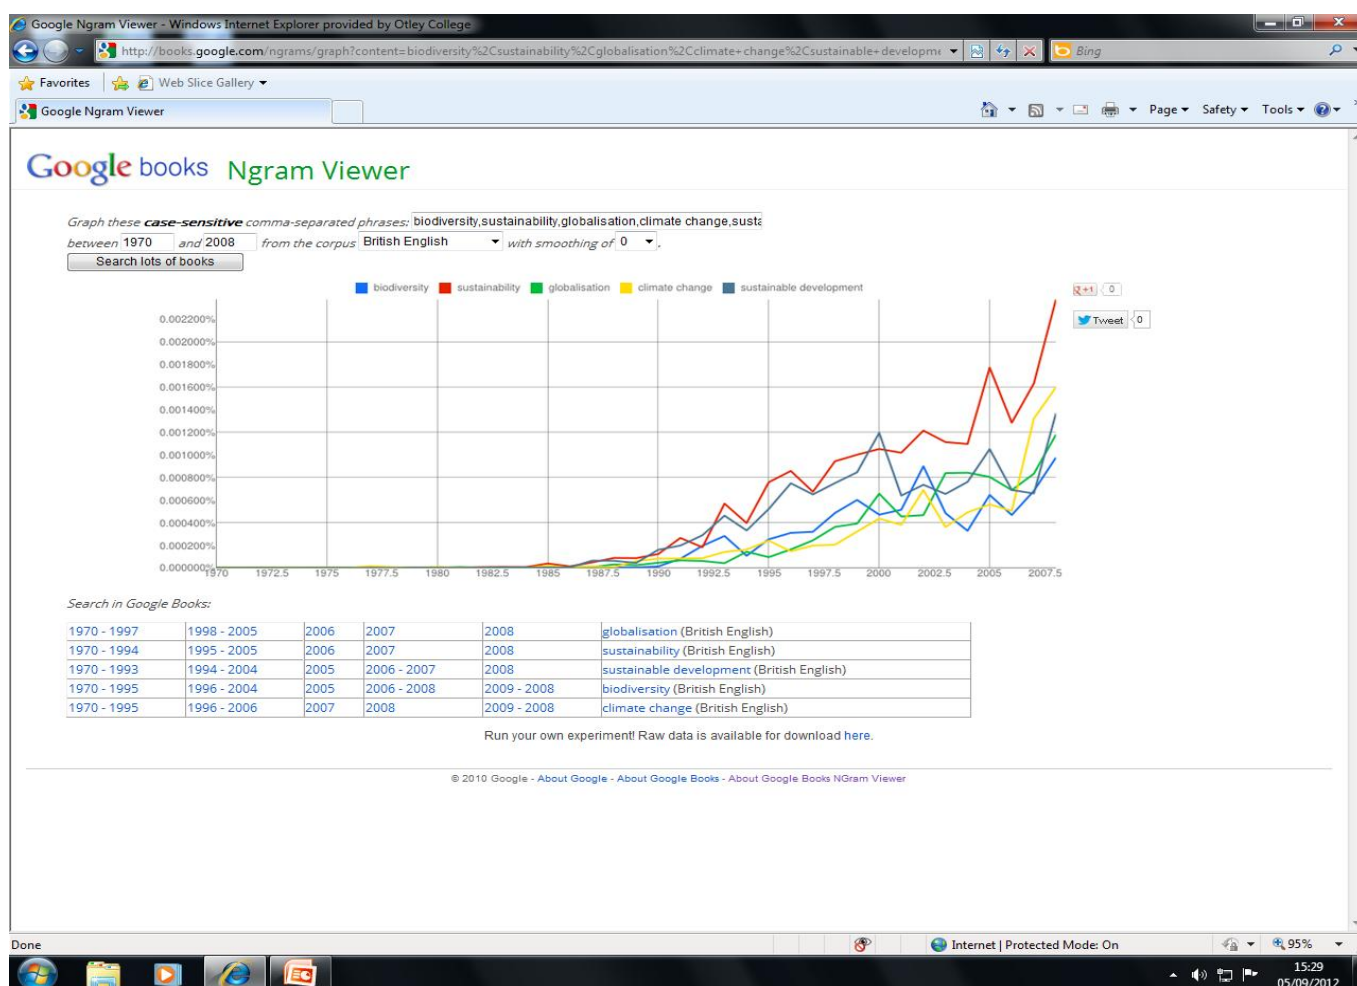 Google Ngram Viewer - Windows Internet Explorer provided by Otley College
http://books.google.com/ngrams/graph?content=biodiversity%2Csustainability%2Cglobalisation%2Cclimate+change%2Csustainable+developme
Bing
Favorites Web Slice Gallery
Google Ngram Viewer Page Safety Tools
Google books Ngram Viewer
Graph these case-sensitive comma-separated phrases: biodiversity,sustainability,globalisation,climate change,susta
between 1970 and 2008 from the corpus British English with smoothing of 0 .
Search lots of books
biodiversity sustainability globalisation climate change sustainable development
+1 0
Tweet 0
0.002200%
0.002000%
0.001800%
0.001600%
0.001400%
0.001200%
0.001000%
0.000800%
0.000600%
0.000400%
0.000200%
0.000000%
1970 1972.5 1975 1977.5 1980 1982.5 1985 1987.5 1990 1992.5 1995 1997.5 2000 2002.5 2005 2007.5
Search in Google Books:
1970 - 1997 1998 - 2005 2006 2007 2008 globalisation (British English)
1970 - 1994 1995 - 2005 2006 2007 2008 sustainability (British English)
1970 - 1993 1994 - 2004 2005 2006 - 2007 2008 sustainable development (British English)
1970 - 1995 1996 - 2004 2005 2006 - 2008 2009 - 2008 biodiversity (British English)
1970 - 1995 1996 - 2006 2007 2008 2009 - 2008 climate change (British English)
Run your own experiment! Raw data is available for download here.
© 2010 Google - About Google - About Google Books - About Google Books NGram Viewer
Done Internet | Protected Mode: On 95%
15:29
05/09/2012